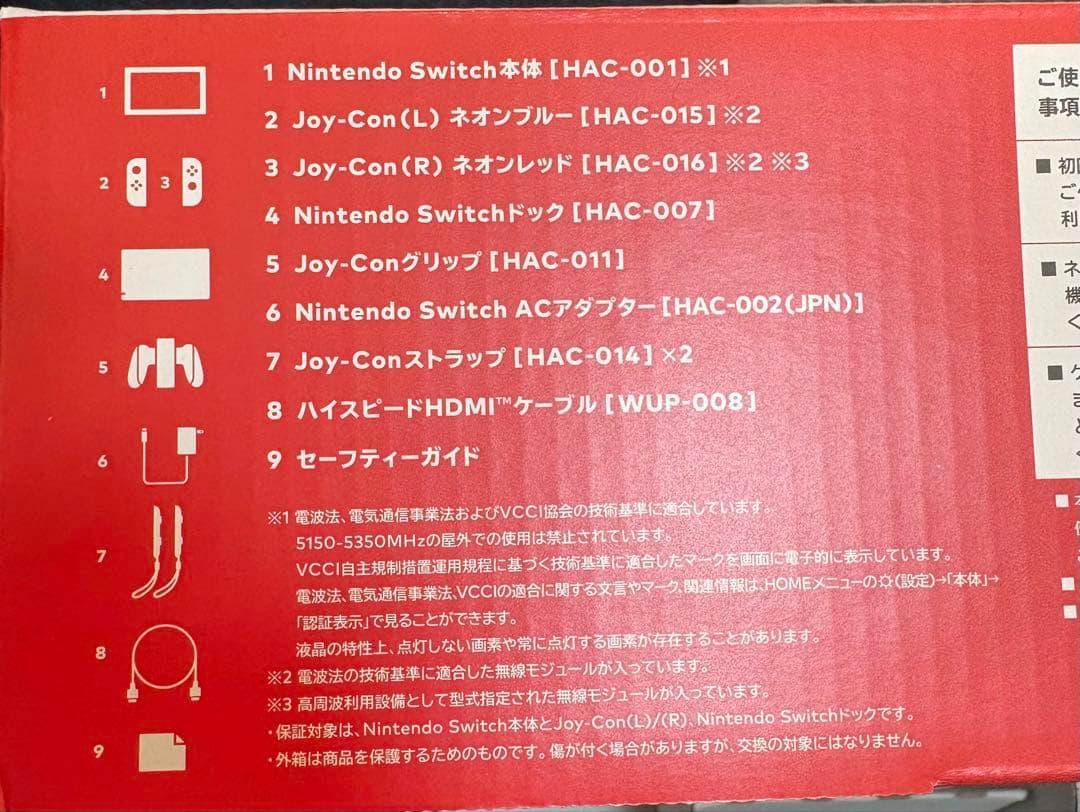 1 Nintendo Switch本体[HAC-001]※1
2 Joy-Con(L) ネオンブルー[HAC-015]※2
3 Joy-Con(R) ネオンレッド[HAC-016]※2 ※3
4 Nintendo Switchドック[HAC-007]
5 Joy-Conグリップ[HAC-011]
6 Nintendo Switch ACアダプター[HAC-002(JPN)]
7 Joy-Conストラップ[HAC-014]×2
8 ハイスピードHDMI™ケーブル[WUP-008]
9 セーフティーガイド
※1 電波法、電気通信事業法およびVCCI協会の技術基準に適合しています。
5150-5350MHzの屋外での使用は禁止されています。
VCCI自主規制措置運用規程に基づく技術基準に適合したマークを画面に電子的に表示しています。
電波法、電気通信事業法、VCCIの適合に関する文言やマーク、関連情報は、HOMEメニューの(設定)→「本体」→
「認証表示」で見ることができます。
液晶の特性上、点灯しない画素や常に点灯する画素が存在することがあります。
※2 電波法の技術基準に適合した無線モジュールが入っています。
※3 高周波利用設備として型式指定された無線モジュールが入っています。
・保証対象は、Nintendo Switch本体とJoy-Con(L)/(R)、Nintendo Switchドックです。
・外箱は商品を保護するためのものです。傷が付く場合がありますが、交換の対象にはなりません。
1
2
3
4
5
6
7
8
9
ご使
事項
■ 初回
ご
利
■ ネ
機
く
■
ま
と